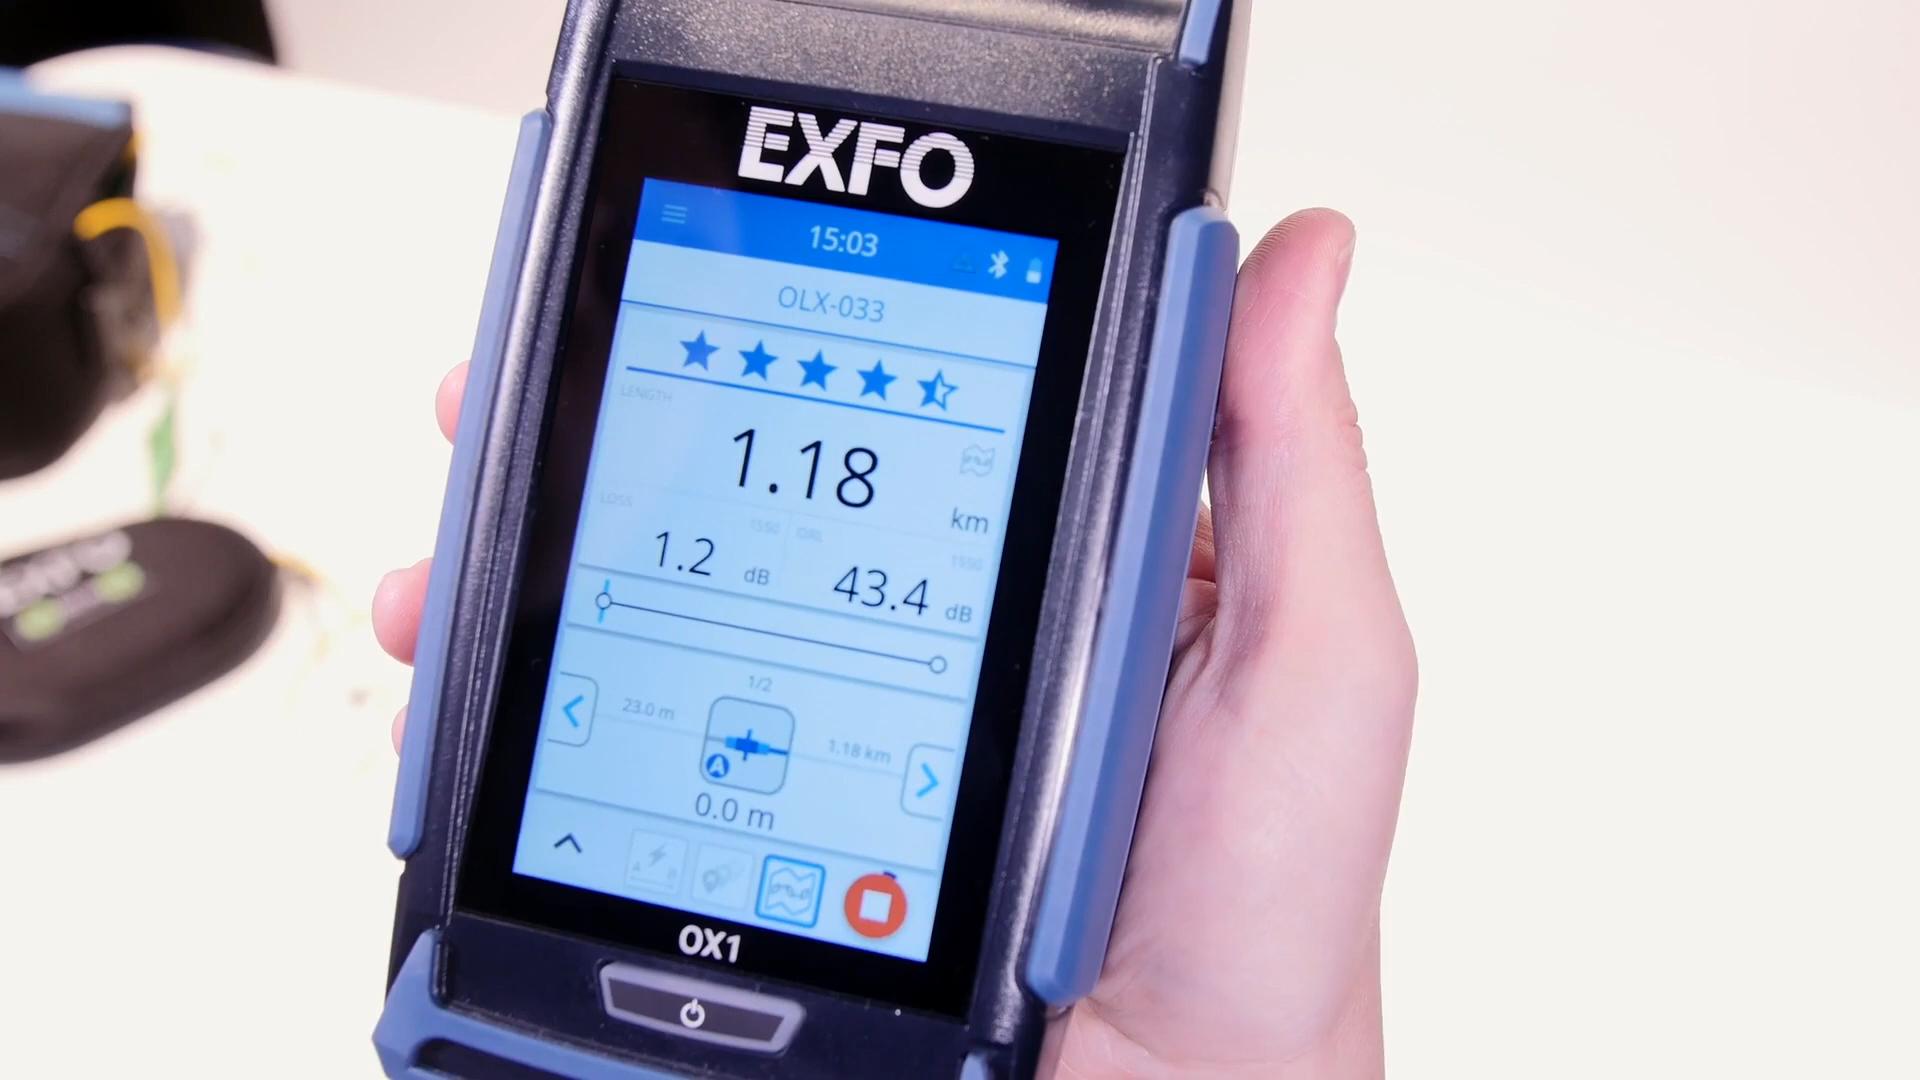 EXFO
15:03
OLX-033
LENGTH
1.18
km
LOSS
1550
ORL
1550
1.2 dB
43.4 dB
1/2
23.0 m
1.18 km
A
0.0 m
A B
OX1